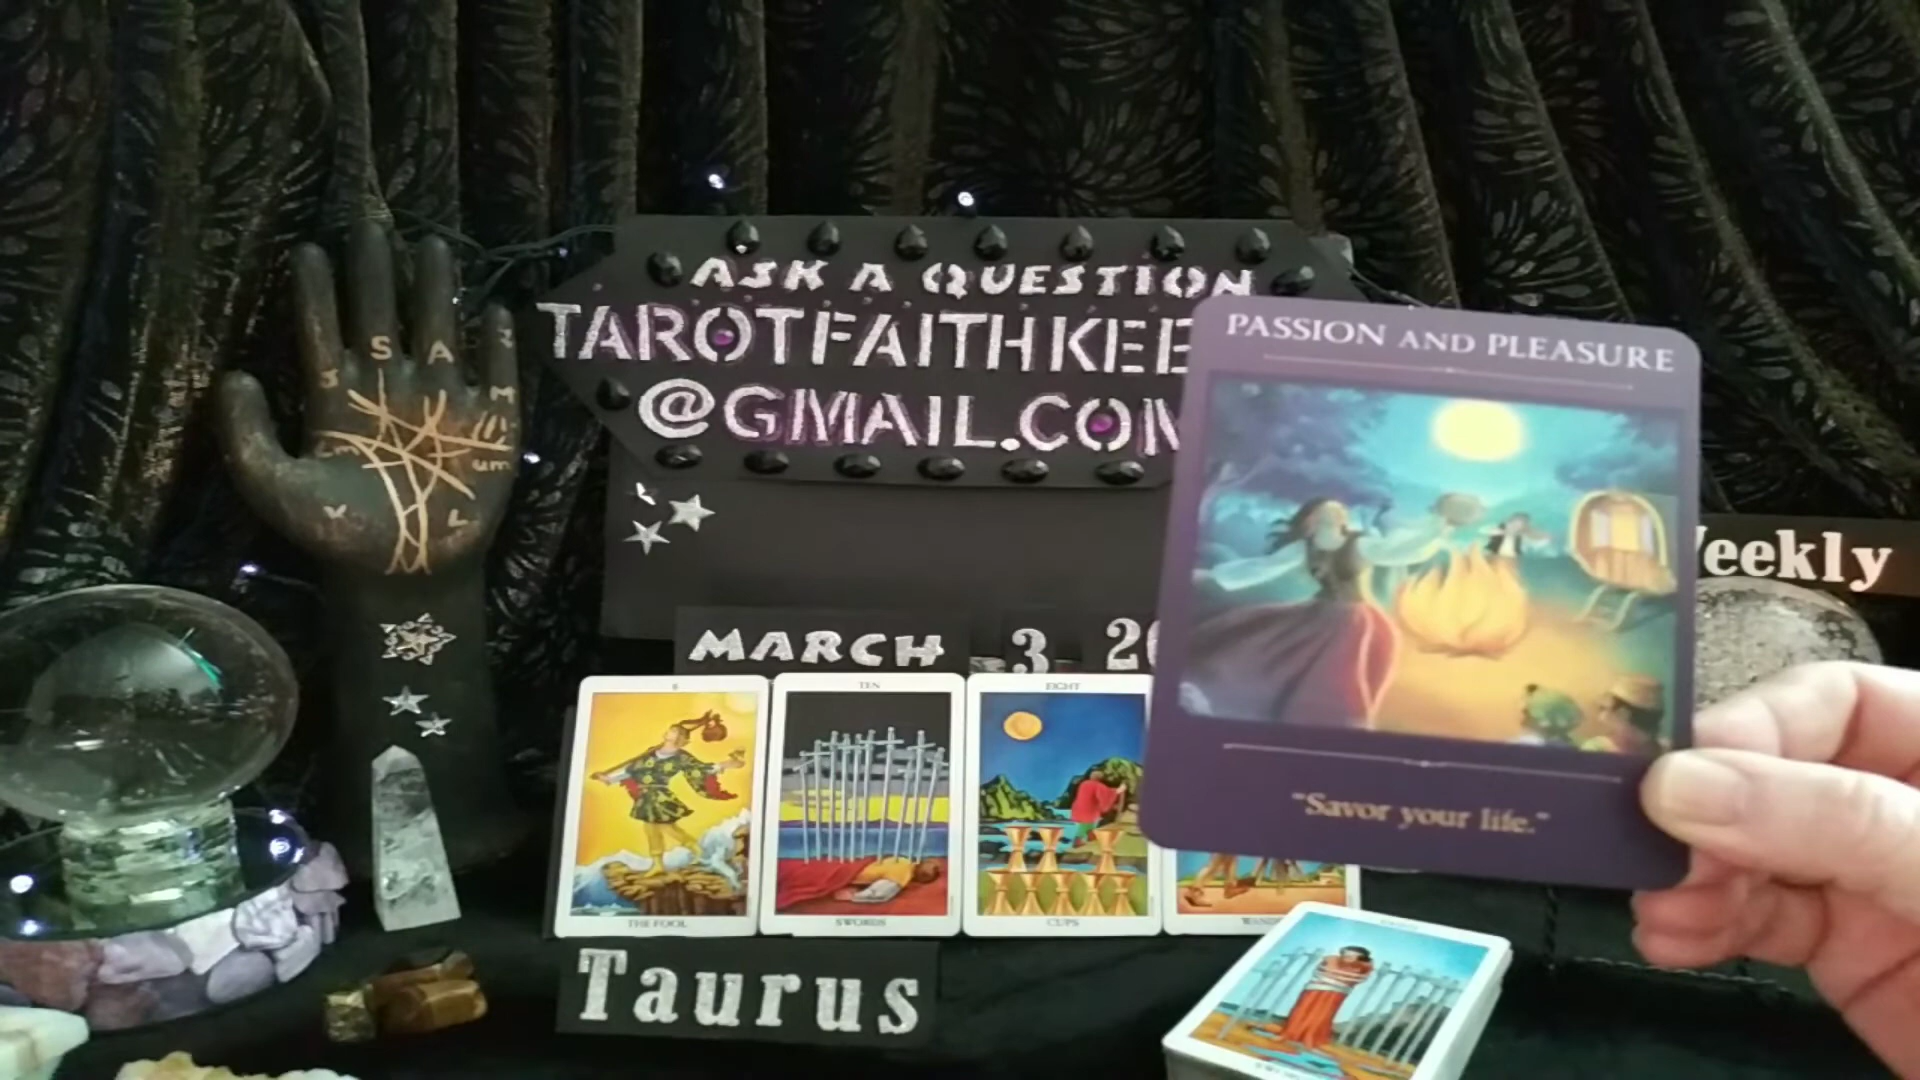 ASK A QUESTION
TAROTFAITHKEE
@GMAIL.COM
PASSION AND PLEASURE
"Savor your life."
Weekly
MARCH 3 20
TEN
EIGHT
THE FOOL
SWORDS
CUPS
WANDS
Taurus
S
A
M
L